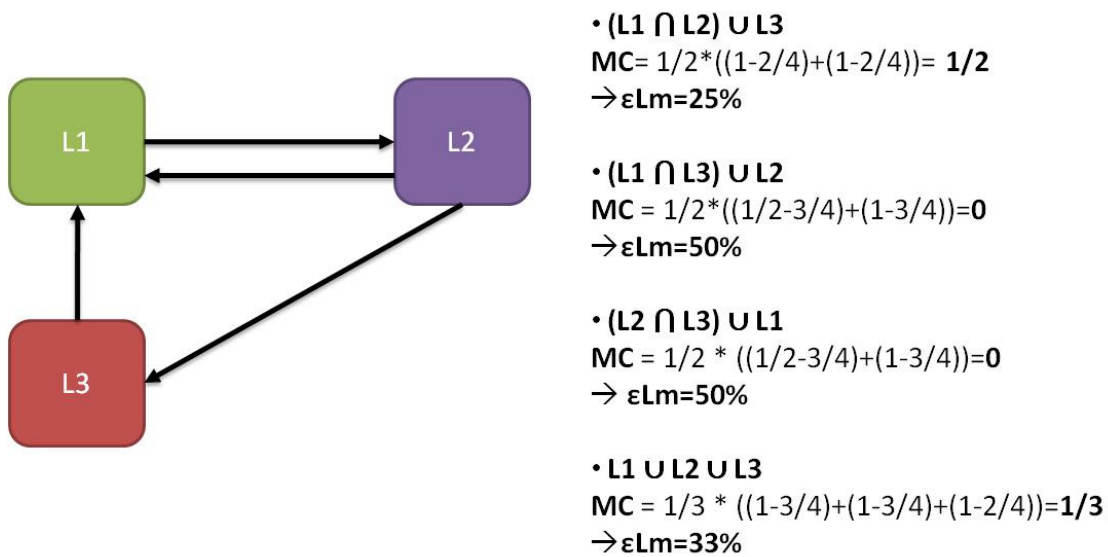 L1
L2
L3
• (L1 ⋂ L2) ∪ L3
MC= 1/2*((1-2/4)+(1-2/4))= 1/2
→εLm=25%
• (L1 ⋂ L3) ∪ L2
MC = 1/2*((1/2-3/4)+(1-3/4))=0
→εLm=50%
• (L2 ⋂ L3) ∪ L1
MC = 1/2 * ((1/2-3/4)+(1-3/4))=0
→ εLm=50%
• L1 ∪ L2 ∪ L3
MC = 1/3 * ((1-3/4)+(1-3/4)+(1-2/4))=1/3
→εLm=33%